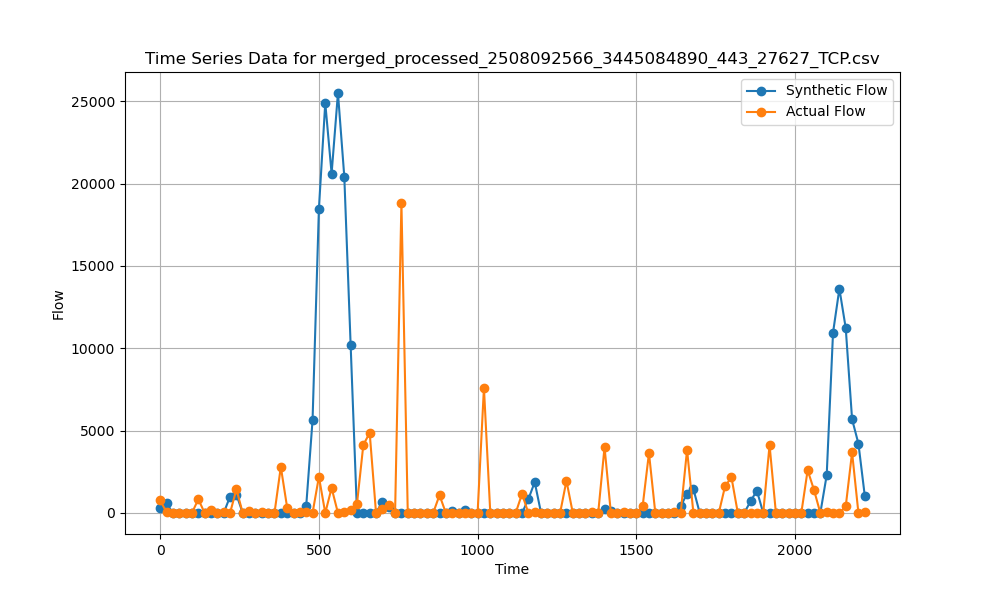 Time Series Data for merged_processed_2508092566_3445084890_443_27627_TCP.csv
Synthetic Flow
Actual Flow
25000
20000
15000
10000
5000
0
Flow
0 500 1000 1500 2000
Time